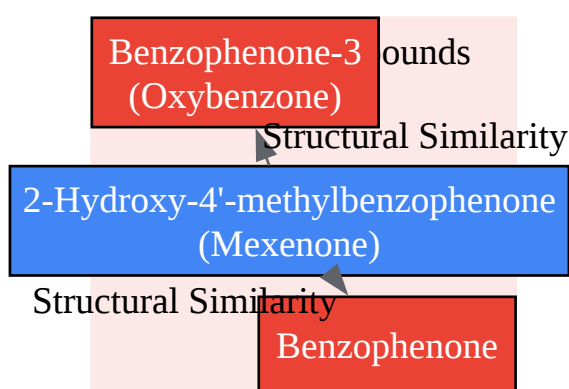 Benzophenone-3
(Oxybenzone)
ounds
Structural Similarity
2-Hydroxy-4'-methylbenzophenone
(Mexenone)
Structural Similarity
Benzophenone